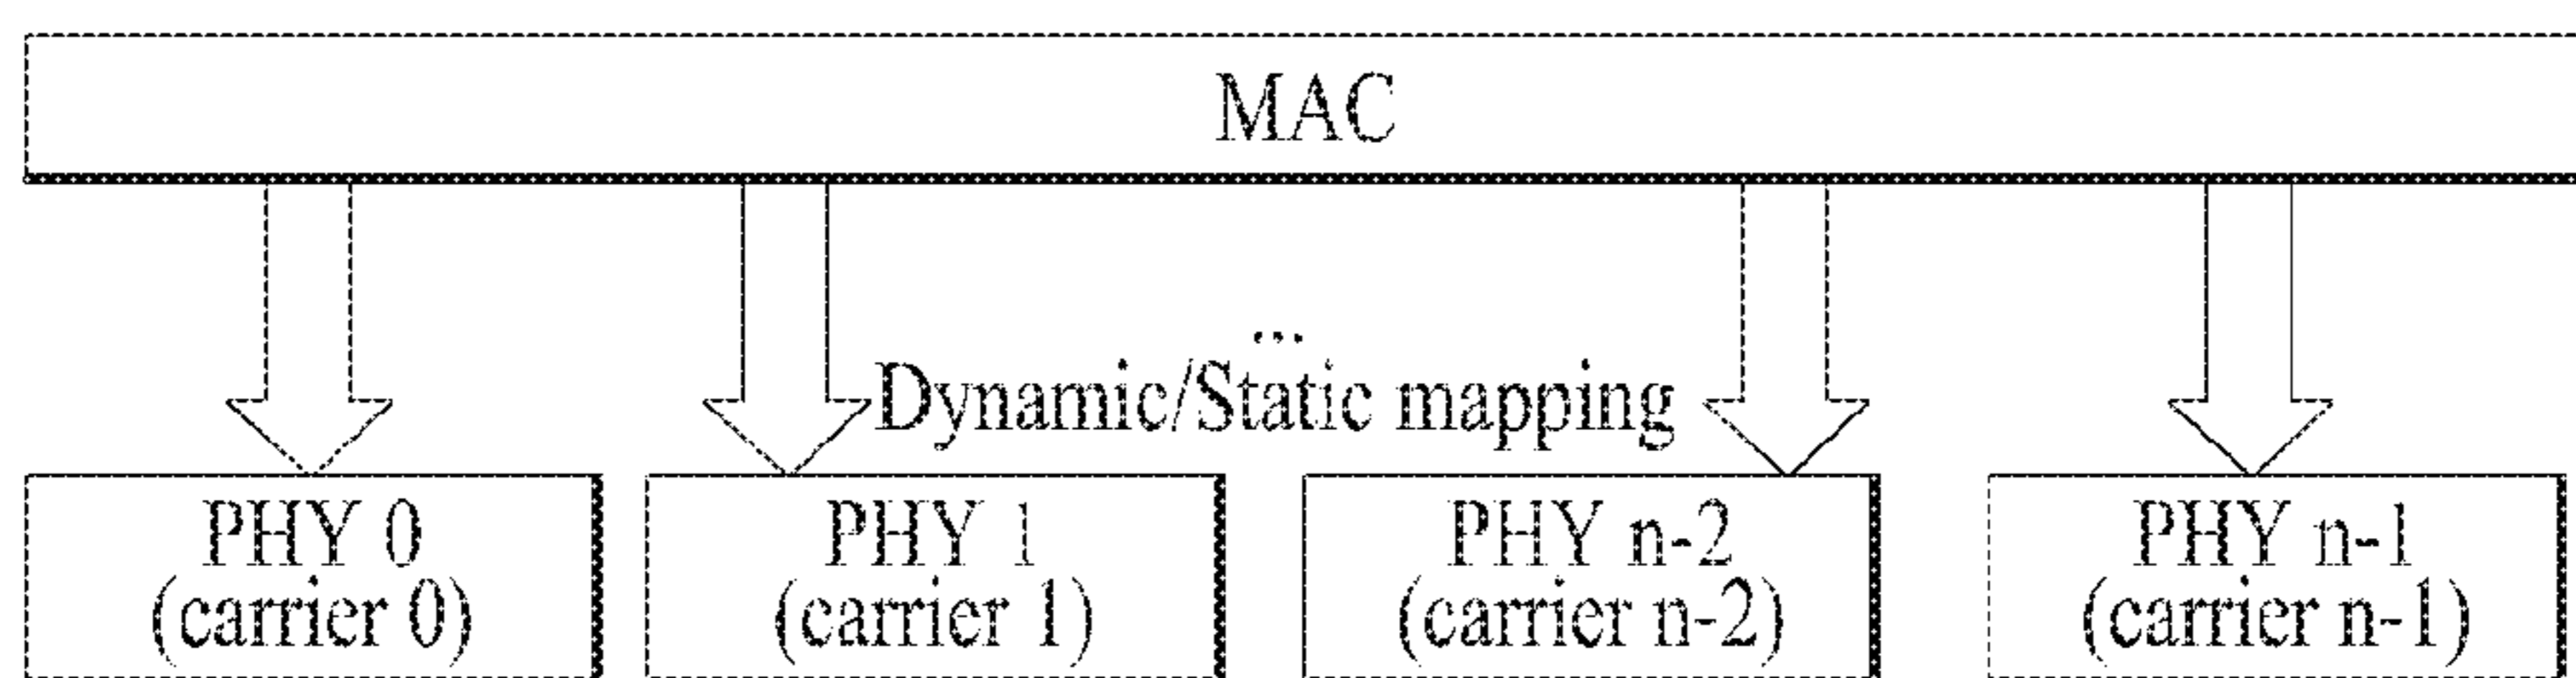 MAC
...
Dynamic/Static mapping
PHY 0
(carrier 0)
PHY 1
(carrier 1)
PHY n-2
(carrier n-2)
PHY n-1
(carrier n-1)